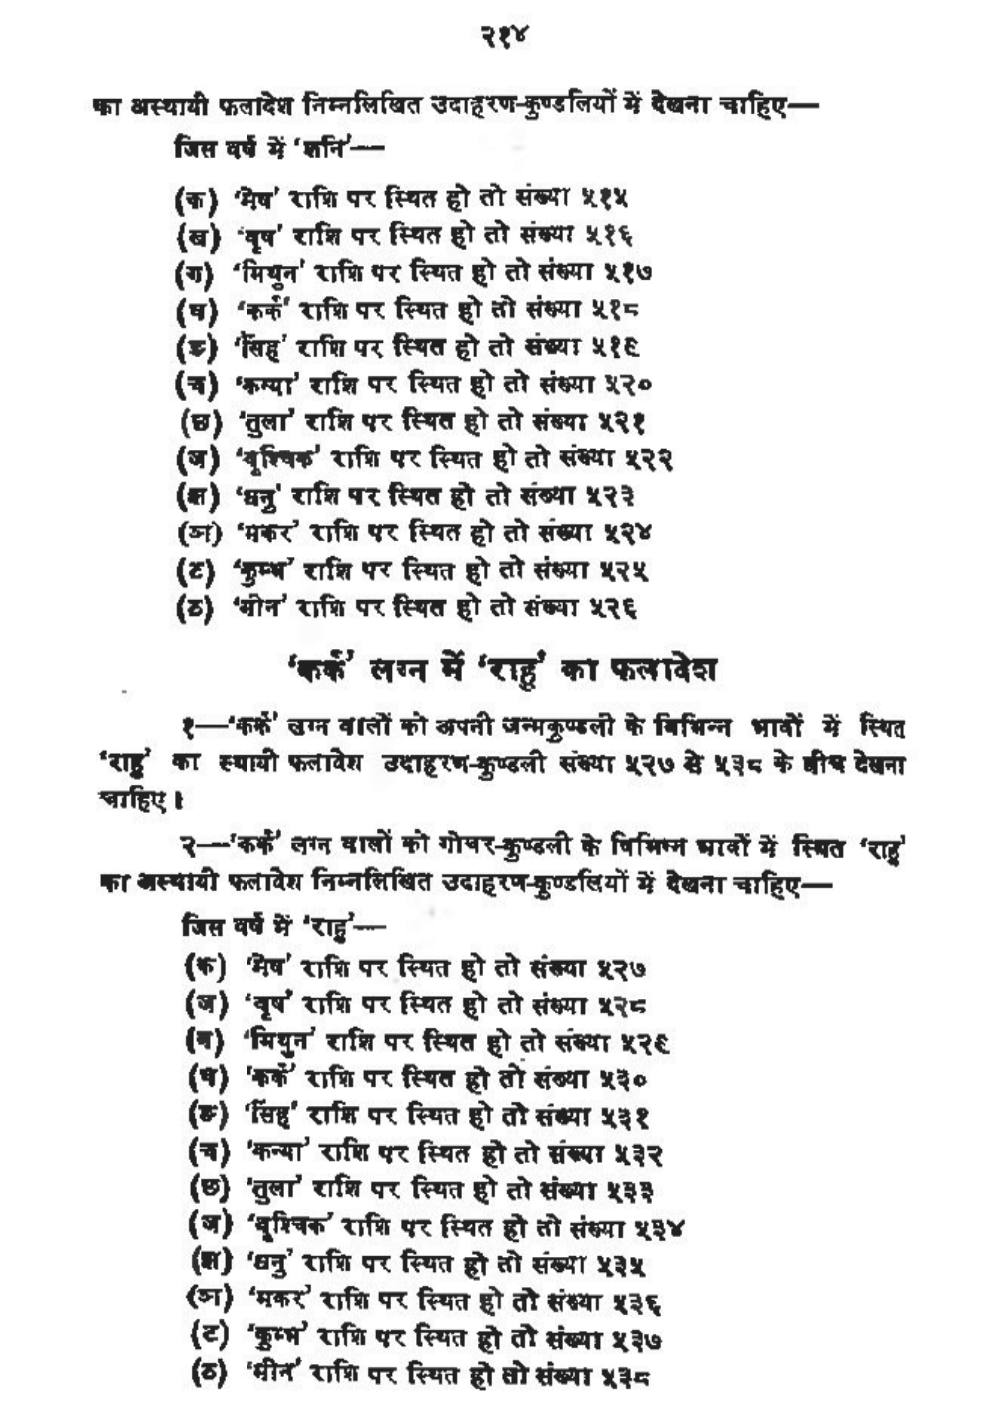 २१४
का अस्थायी फलादेश निम्नलिखित उदाहरण-कुण्डलियों में देखना चाहिए—
जिस वर्ष में ‘शनि’—
(क) ‘मेष’ राशि पर स्थित हो तो संख्या ५१५
(ख) ‘वृष’ राशि पर स्थित हो तो संख्या ५१६
(ग) ‘मिथुन’ राशि पर स्थित हो तो संख्या ५१७
(घ) ‘कर्क’ राशि पर स्थित हो तो संख्या ५१८
(ङ) ‘सिंह’ राशि पर स्थित हो तो संख्या ५१९
(च) ‘कन्या’ राशि पर स्थित हो तो संख्या ५२०
(छ) ‘तुला’ राशि पर स्थित हो तो संख्या ५२१
(ज) ‘वृश्चिक’ राशि पर स्थित हो तो संख्या ५२२
(झ) ‘धनु’ राशि पर स्थित हो तो संख्या ५२३
(ञ) ‘मकर’ राशि पर स्थित हो तो संख्या ५२४
(ट) ‘कुम्भ’ राशि पर स्थित हो तो संख्या ५२५
(ठ) ‘मीन’ राशि पर स्थित हो तो संख्या ५२६
‘कर्क’ लग्न में ‘राहु’ का फलादेश
१—‘कर्क’ लग्न वालों को अपनी जन्मकुण्डली के विभिन्न भावों में स्थित
‘राहु’ का स्थायी फलादेश उदाहरण-कुण्डली संख्या ५२७ से ५३८ के बीच देखना
चाहिए।
२—‘कर्क’ लग्न वालों को गोचर-कुण्डली के विभिन्न भावों में स्थित ‘राहु’
का अस्थायी फलादेश निम्नलिखित उदाहरण-कुण्डलियों में देखना चाहिए—
जिस वर्ष में ‘राहु’—
(क) ‘मेष’ राशि पर स्थित हो तो संख्या ५२७
(ज) ‘वृष’ राशि पर स्थित हो तो संख्या ५२८
(ग) ‘मिथुन’ राशि पर स्थित हो तो संख्या ५२९
(घ) ‘कर्क’ राशि पर स्थित हो तो संख्या ५३०
(ङ) ‘सिंह’ राशि पर स्थित हो तो संख्या ५३१
(च) ‘कन्या’ राशि पर स्थित हो तो संख्या ५३२
(छ) ‘तुला’ राशि पर स्थित हो तो संख्या ५३३
(ज) ‘वृश्चिक’ राशि पर स्थित हो तो संख्या ५३४
(झ) ‘धनु’ राशि पर स्थित हो तो संख्या ५३५
(ञ) ‘मकर’ राशि पर स्थित हो तो संख्या ५३६
(ट) ‘कुम्भ’ राशि पर स्थित हो तो संख्या ५३७
(ठ) ‘मीन’ राशि पर स्थित हो तो संख्या ५३८